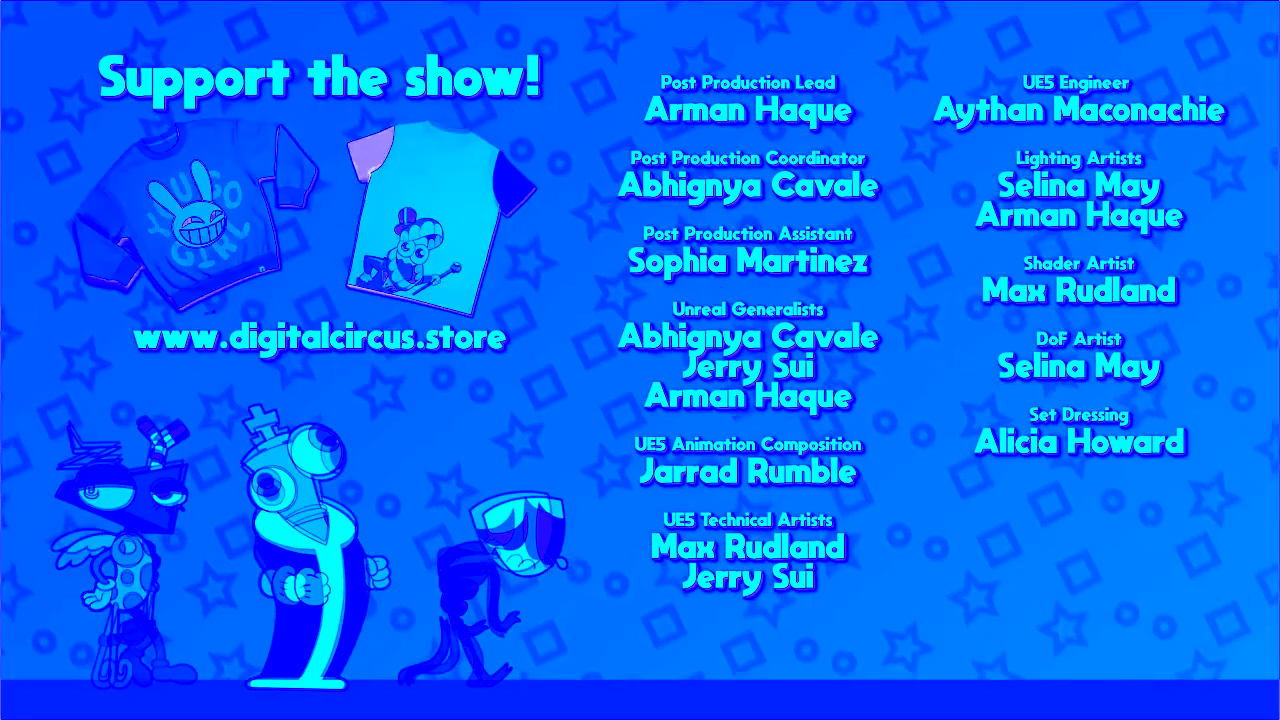 Support the show!
YOU GO
GIRL
www.digitalcircus.store
Post Production Lead
Arman Haque
Post Production Coordinator
Abhignya Cavale
Post Production Assistant
Sophia Martinez
Unreal Generalists
Abhignya Cavale
Jerry Sui
Arman Haque
UE5 Animation Composition
Jarrad Rumble
UE5 Technical Artists
Max Rudland
Jerry Sui
UE5 Engineer
Aythan Maconachie
Lighting Artists
Selina May
Arman Haque
Shader Artist
Max Rudland
DoF Artist
Selina May
Set Dressing
Alicia Howard